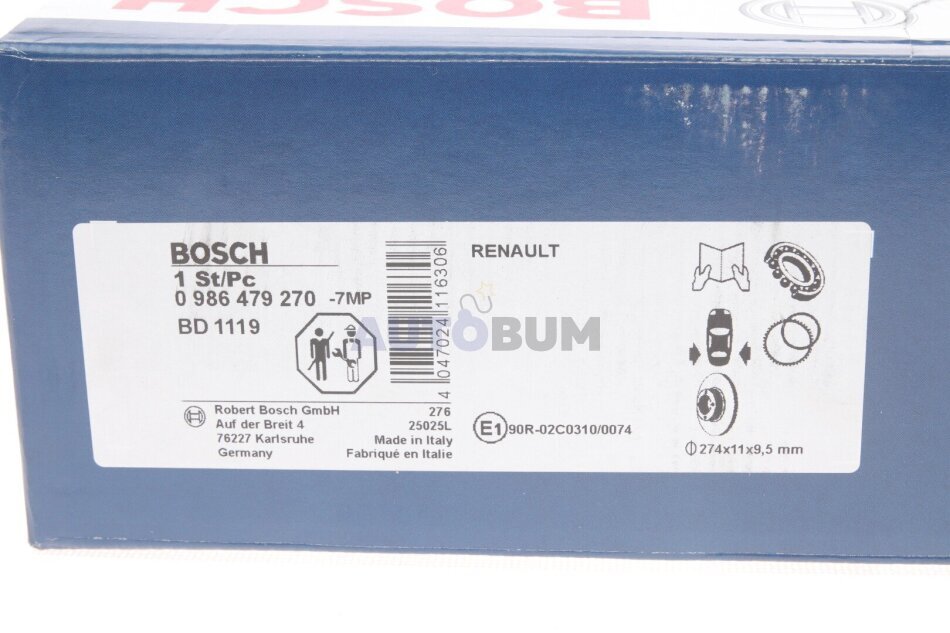 BOSCH
BOSCH
1 St/Pc
0 986 479 270 -7MP
BD 1119
4 047024 116306
RENAULT
AUTOBUM
Robert Bosch GmbH
Auf der Breit 4
76227 Karlsruhe
Germany
276
25025L
Made in Italy
Fabriqué en Italie
E1 90R-02C0310/0074
274x11x9,5 mm